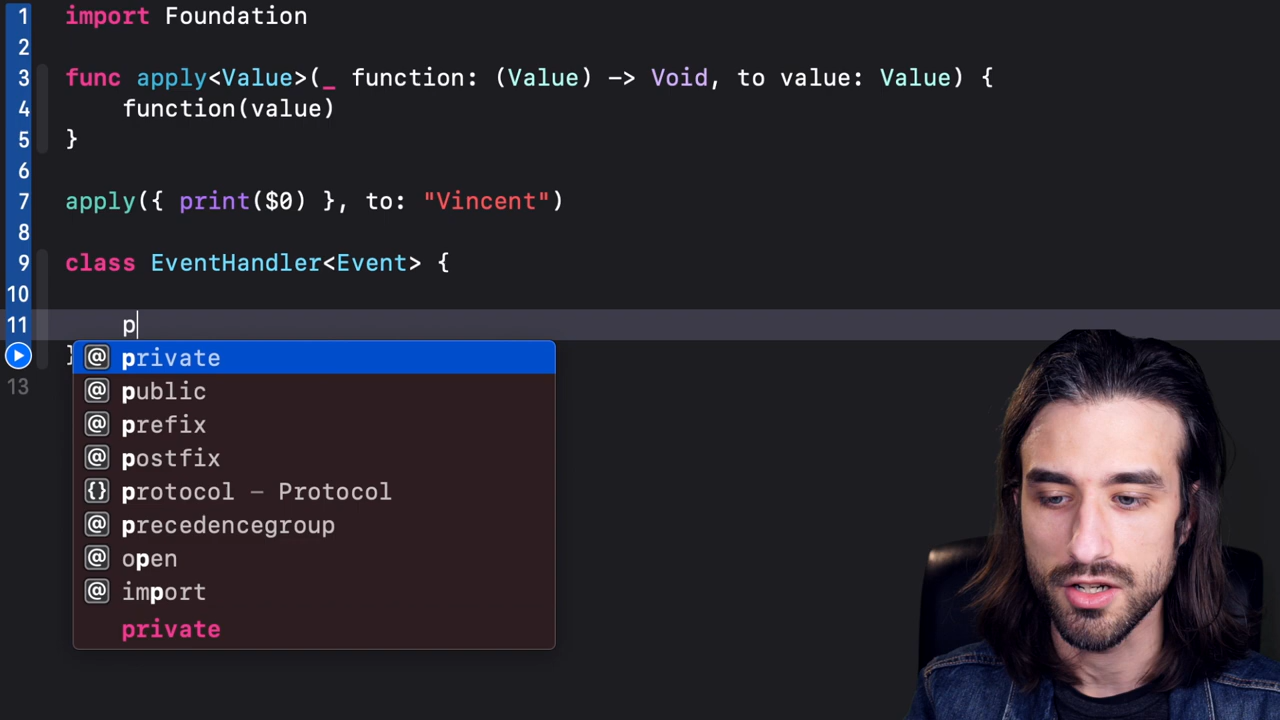 1 import Foundation
2
3 func apply<Value>(_ function: (Value) -> Void, to value: Value) {
4 function(value)
5 }
6
7 apply({ print($0) }, to: "Vincent")
8
9 class EventHandler<Event> {
10
11 p
}
13
@ private
@ public
@ prefix
@ postfix
{} protocol – Protocol
@ precedencegroup
@ open
@ import
private